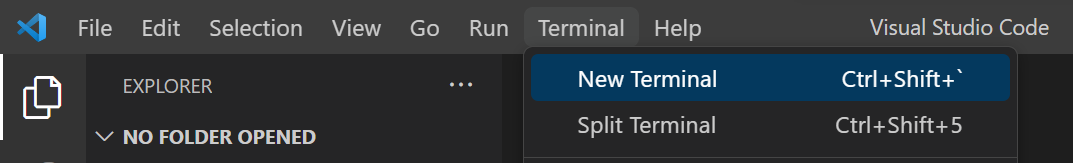 File Edit Selection View Go Run Terminal Help Visual Studio Code
EXPLORER ...
NO FOLDER OPENED
New Terminal Ctrl+Shift+`
Split Terminal Ctrl+Shift+5